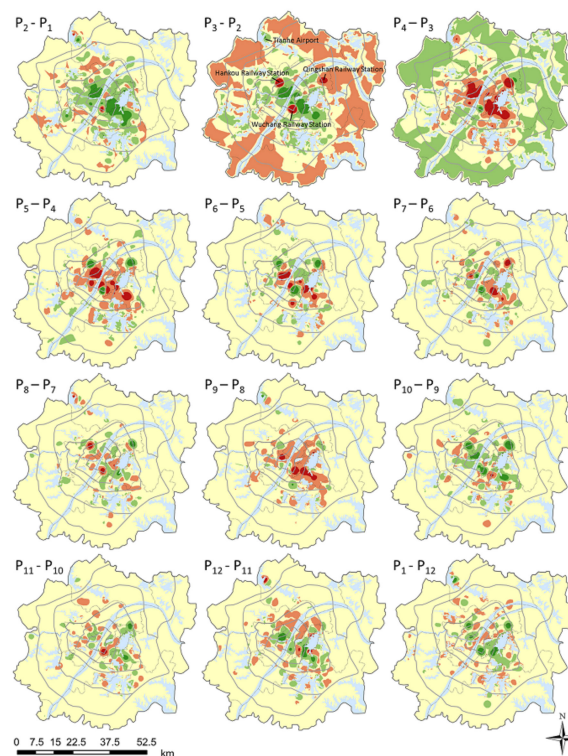 P2 - P1
P3 - P2
P4 – P3
Tianhe Airport
Hankou Railway Station
Qingshan Railway Station
Wuchang Railway Station
P5 – P4
P6 – P5
P7 – P6
P8 – P7
P9 – P8
P10 – P9
P11 - P10
P12 - P11
P1 - P12
0 7.5 15 22.5 37.5 52.5
km
N